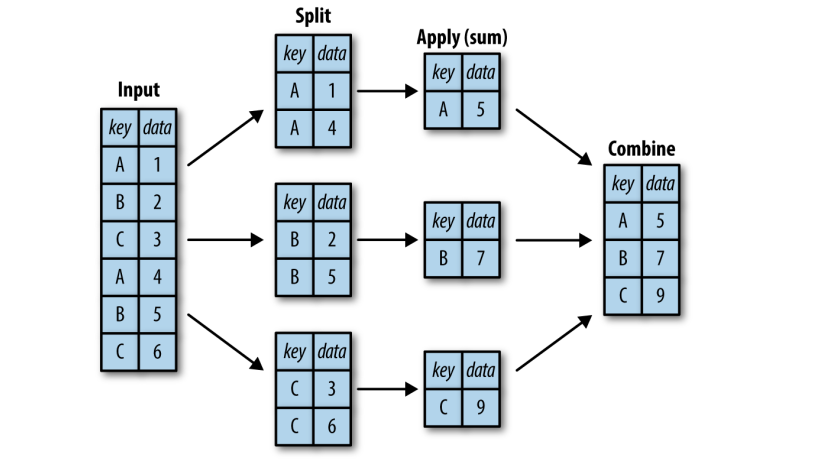 Input
key data
A 1
B 2
C 3
A 4
B 5
C 6
Split
key data
A 1
A 4
key data
B 2
B 5
key data
C 3
C 6
Apply (sum)
key data
A 5
key data
B 7
key data
C 9
Combine
key data
A 5
B 7
C 9